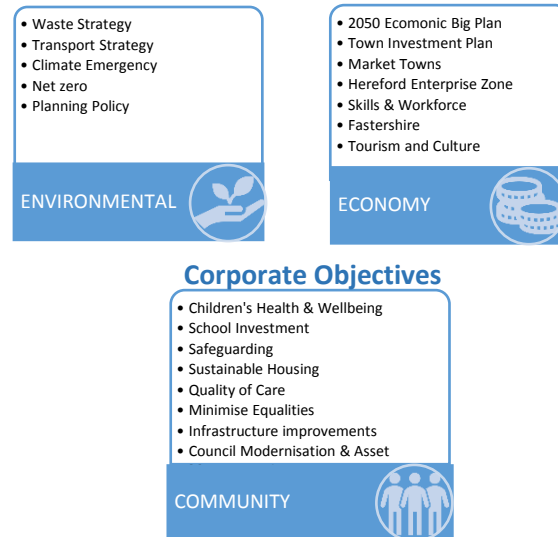 • Waste Strategy
• Transport Strategy
• Climate Emergency
• Net zero
• Planning Policy
ENVIRONMENTAL
• 2050 Ecomonic Big Plan
• Town Investment Plan
• Market Towns
• Hereford Enterprise Zone
• Skills & Workforce
• Fastershire
• Tourism and Culture
ECONOMY
Corporate Objectives
• Children's Health & Wellbeing
• School Investment
• Safeguarding
• Sustainable Housing
• Quality of Care
• Minimise Equalities
• Infrastructure improvements
• Council Modernisation & Asset
COMMUNITY